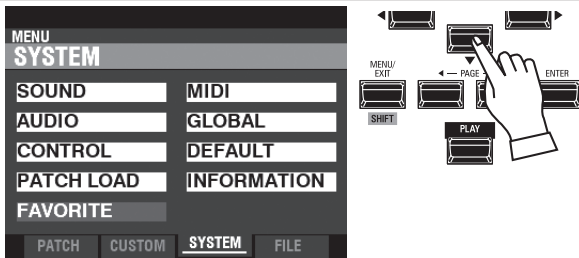 MENU
SYSTEM
SOUND MIDI
AUDIO GLOBAL
CONTROL DEFAULT
PATCH LOAD INFORMATION
FAVORITE
PATCH CUSTOM SYSTEM FILE
MENU/
EXIT
PAGE
ENTER
SHIFT
PLAY